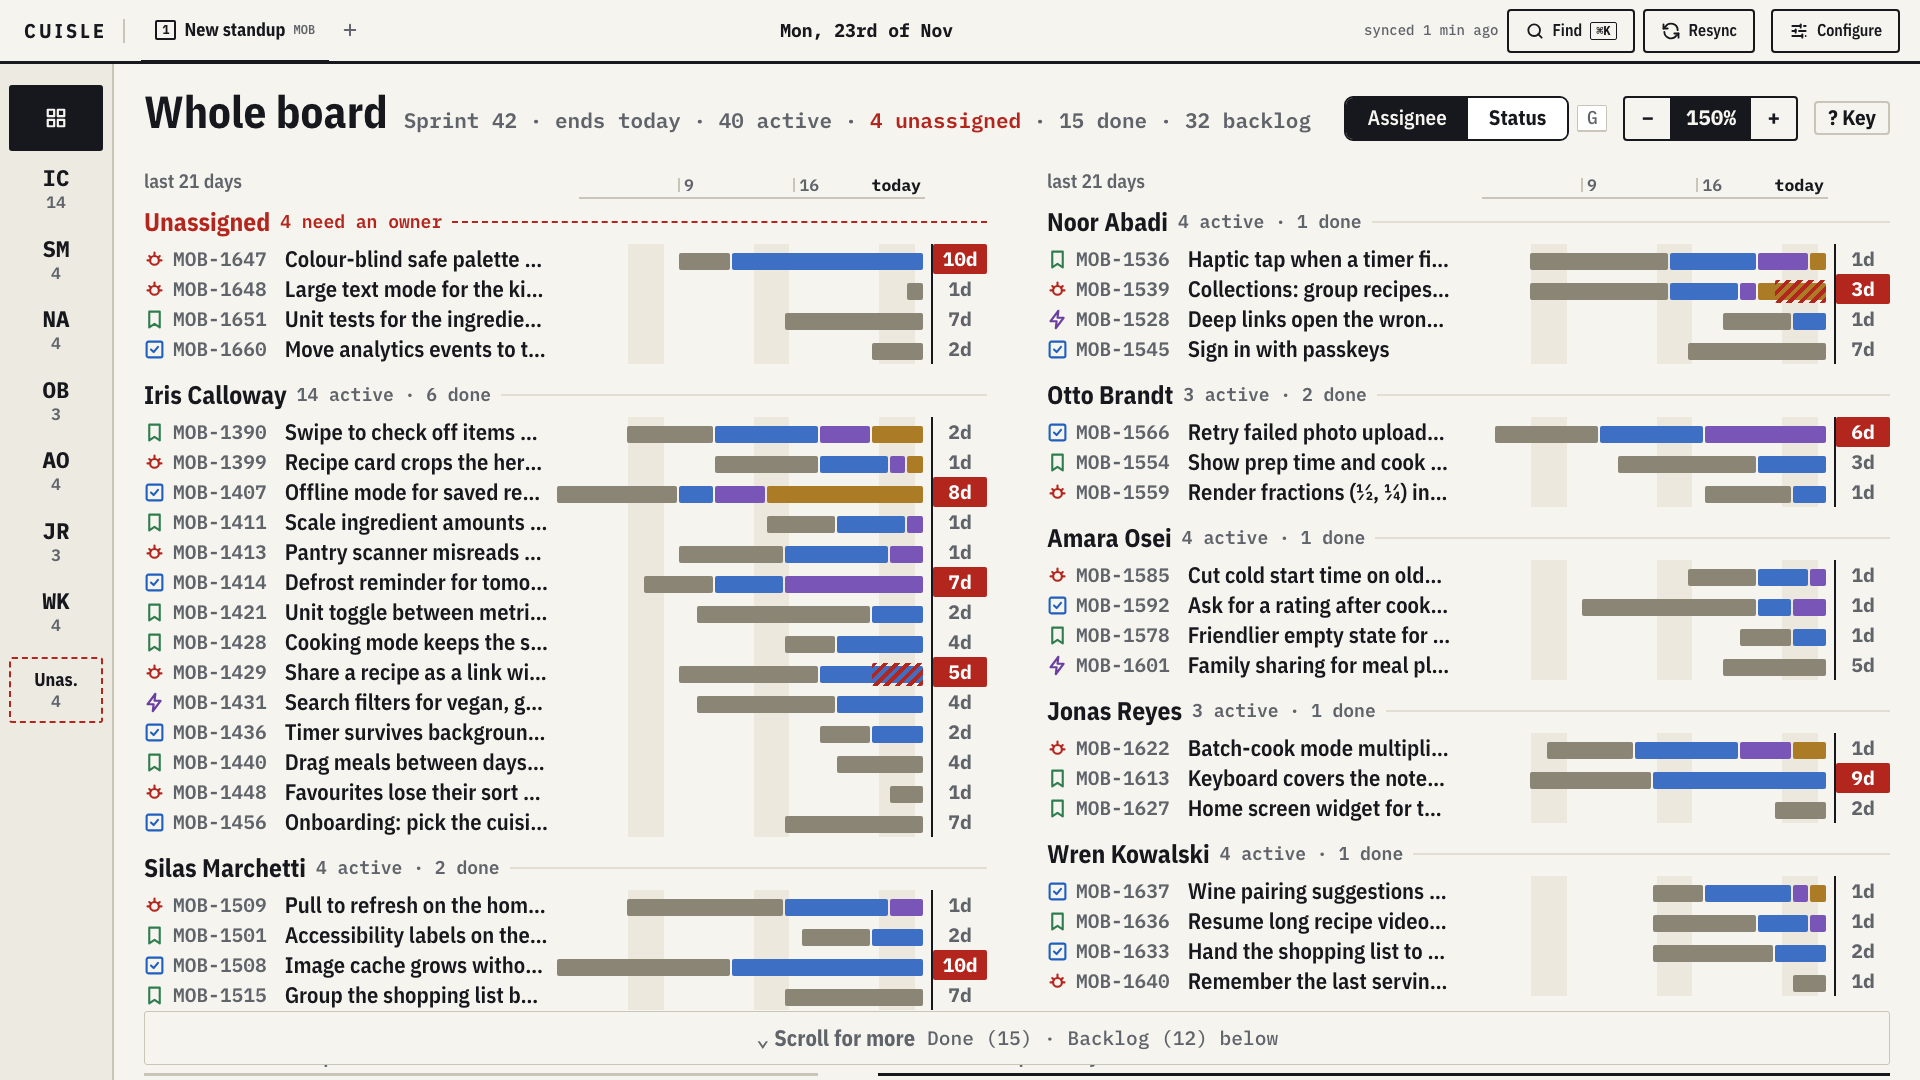 CUISLE
1 New standup MOB +
Mon, 23rd of Nov
synced 1 min ago
Find ⌘K
Resync
Configure
Whole board
Sprint 42 · ends today · 40 active · 4 unassigned · 15 done · 32 backlog
Assignee Status G
− 150% +
? Key
IC
14
SM
4
NA
4
OB
3
AO
4
JR
3
WK
4
Unas.
4
last 21 days 9 16 today
Unassigned 4 need an owner
MOB-1647 Colour-blind safe palette ... 10d
MOB-1648 Large text mode for the ki... 1d
MOB-1651 Unit tests for the ingredie... 7d
MOB-1660 Move analytics events to t... 2d
Iris Calloway 14 active · 6 done
MOB-1390 Swipe to check off items ... 2d
MOB-1399 Recipe card crops the her... 1d
MOB-1407 Offline mode for saved re... 8d
MOB-1411 Scale ingredient amounts ... 1d
MOB-1413 Pantry scanner misreads ... 1d
MOB-1414 Defrost reminder for tomo... 7d
MOB-1421 Unit toggle between metri... 2d
MOB-1428 Cooking mode keeps the s... 4d
MOB-1429 Share a recipe as a link wi... 5d
MOB-1431 Search filters for vegan, g... 4d
MOB-1436 Timer survives backgroun... 2d
MOB-1440 Drag meals between days... 4d
MOB-1448 Favourites lose their sort ... 1d
MOB-1456 Onboarding: pick the cuisi... 7d
Silas Marchetti 4 active · 2 done
MOB-1509 Pull to refresh on the hom... 1d
MOB-1501 Accessibility labels on the... 2d
MOB-1508 Image cache grows witho... 10d
MOB-1515 Group the shopping list b... 7d
last 21 days 9 16 today
Noor Abadi 4 active · 1 done
MOB-1536 Haptic tap when a timer fi... 1d
MOB-1539 Collections: group recipes... 3d
MOB-1528 Deep links open the wron... 1d
MOB-1545 Sign in with passkeys 7d
Otto Brandt 3 active · 2 done
MOB-1566 Retry failed photo upload... 6d
MOB-1554 Show prep time and cook ... 3d
MOB-1559 Render fractions (½, ¼) in... 1d
Amara Osei 4 active · 1 done
MOB-1585 Cut cold start time on old... 1d
MOB-1592 Ask for a rating after cook... 1d
MOB-1578 Friendlier empty state for ... 1d
MOB-1601 Family sharing for meal pl... 5d
Jonas Reyes 3 active · 1 done
MOB-1622 Batch-cook mode multipli... 1d
MOB-1613 Keyboard covers the note... 9d
MOB-1627 Home screen widget for t... 2d
Wren Kowalski 4 active · 1 done
MOB-1637 Wine pairing suggestions ... 1d
MOB-1636 Resume long recipe video... 1d
MOB-1633 Hand the shopping list to ... 2d
MOB-1640 Remember the last servin... 1d
Scroll for more Done (15) · Backlog (12) below